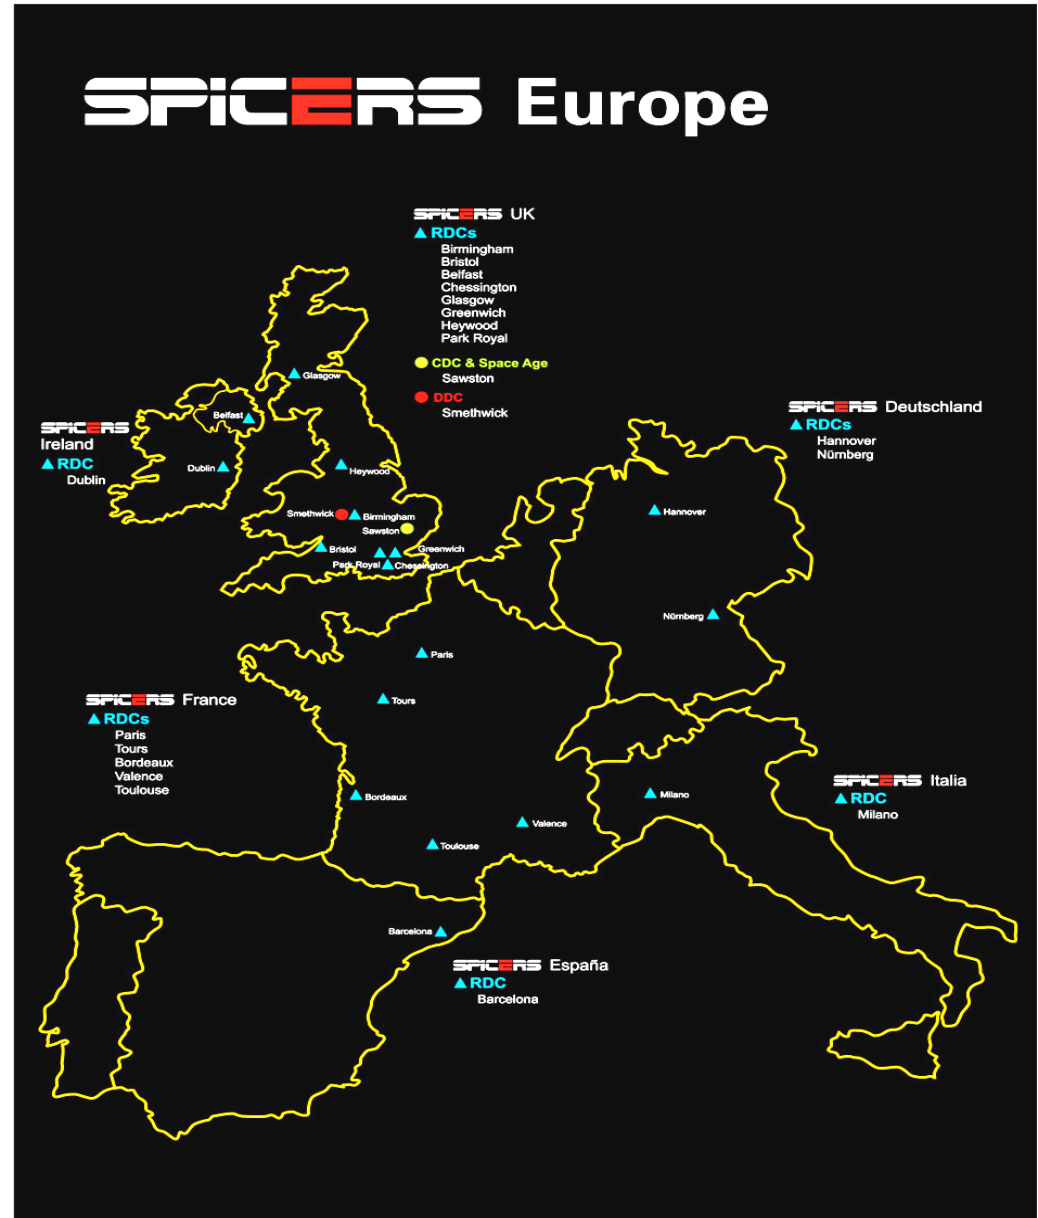 SPICERS Europe
SPICERS UK
RDCs
Birmingham
Bristol
Belfast
Chessington
Glasgow
Greenwich
Heywood
Park Royal
CDC & Space Age
Sawston
DDC
Smethwick
SPICERS Deutschland
RDCs
Hannover
Nürnberg
SPICERS
Ireland
RDC
Dublin
Glasgow
Belfast
Dublin
Heywood
Smethwick
Birmingham
Sawston
Bristol
Greenwich
Park Royal
Chessington
Hannover
Nürnberg
Paris
Tours
SPICERS France
RDCs
Paris
Tours
Bordeaux
Valence
Toulouse
Bordeaux
Valence
Toulouse
Milano
SPICERS Italia
RDC
Milano
Barcelona
SPICERS España
RDC
Barcelona